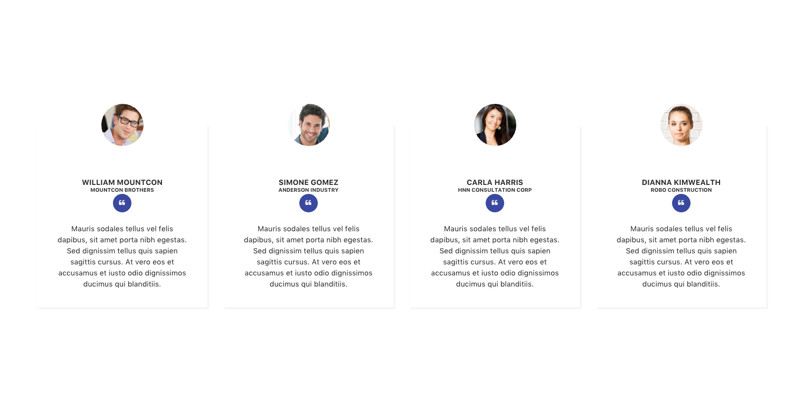 WILLIAM MOUNTCON
MOUNTCON BROTHERS
Mauris sodales tellus vel felis
dapibus, sit amet porta nibh egestas.
Sed dignissim tellus quis sapien
sagittis cursus. At vero eos et
accusamus et iusto odio dignissimos
ducimus qui blanditiis.
SIMONE GOMEZ
ANDERSON INDUSTRY
Mauris sodales tellus vel felis
dapibus, sit amet porta nibh egestas.
Sed dignissim tellus quis sapien
sagittis cursus. At vero eos et
accusamus et iusto odio dignissimos
ducimus qui blanditiis.
CARLA HARRIS
HNN CONSULTATION CORP
Mauris sodales tellus vel felis
dapibus, sit amet porta nibh egestas.
Sed dignissim tellus quis sapien
sagittis cursus. At vero eos et
accusamus et iusto odio dignissimos
ducimus qui blanditiis.
DIANNA KIMWEALTH
ROBO CONSTRUCTION
Mauris sodales tellus vel felis
dapibus, sit amet porta nibh egestas.
Sed dignissim tellus quis sapien
sagittis cursus. At vero eos et
accusamus et iusto odio dignissimos
ducimus qui blanditiis.